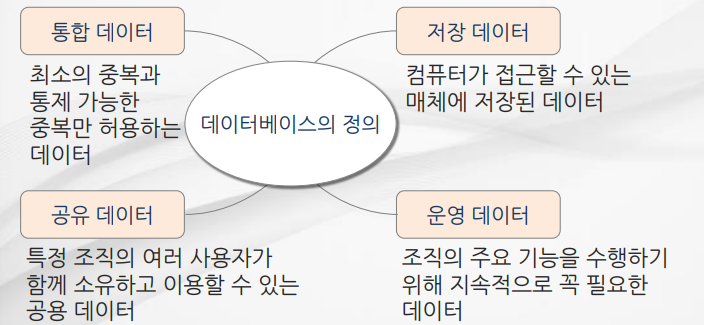 통합 데이터
최소의 중복과
통제 가능한
중복만 허용하는
데이터
저장 데이터
컴퓨터가 접근할 수 있는
매체에 저장된 데이터
데이터베이스의 정의
공유 데이터
특정 조직의 여러 사용자가
함께 소유하고 이용할 수 있는
공용 데이터
운영 데이터
조직의 주요 기능을 수행하기
위해 지속적으로 꼭 필요한
데이터